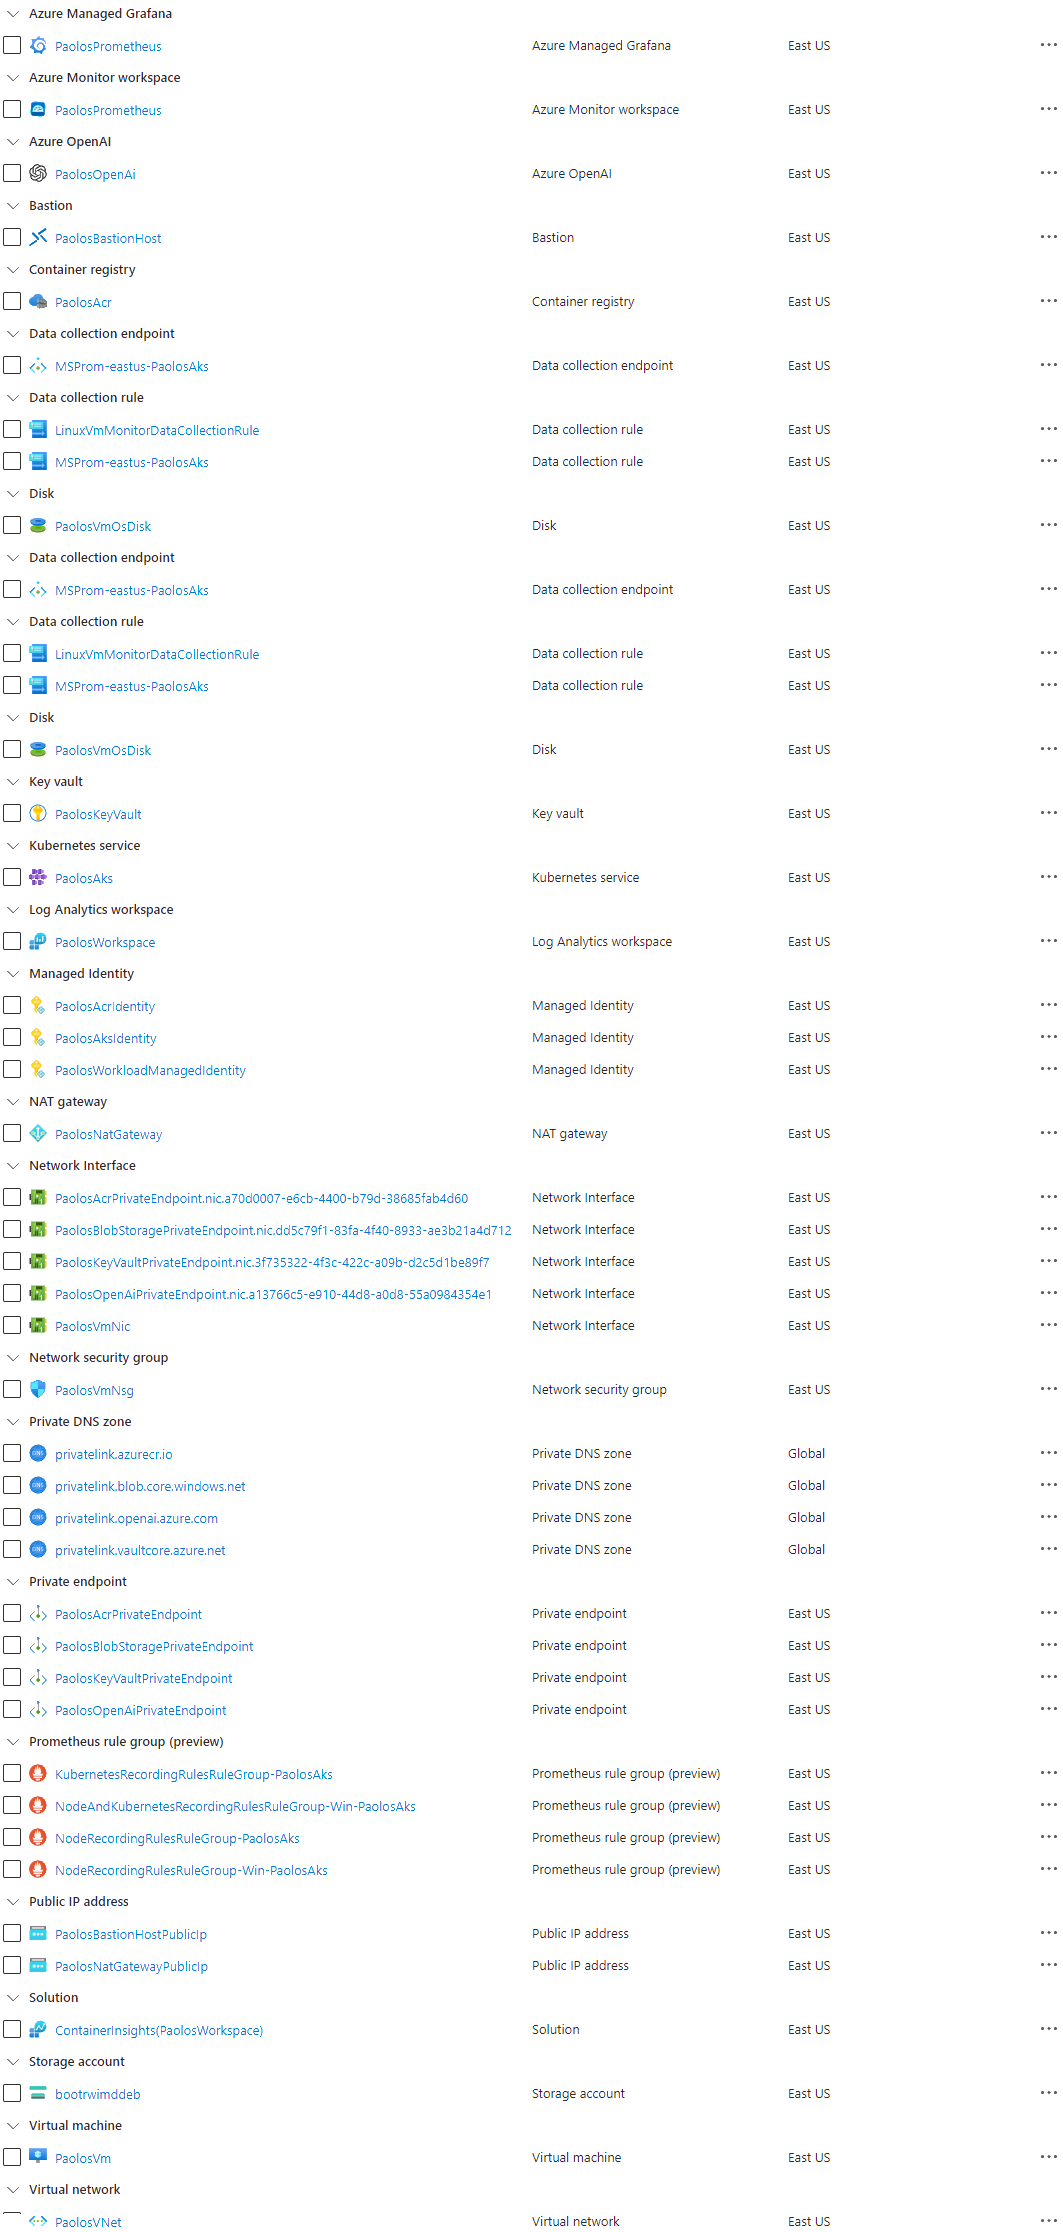 Azure Managed Grafana
PaolosPrometheus Azure Managed Grafana East US
Azure Monitor workspace
PaolosPrometheus Azure Monitor workspace East US
Azure OpenAI
PaolosOpenAi Azure OpenAI East US
Bastion
PaolosBastionHost Bastion East US
Container registry
PaolosAcr Container registry East US
Data collection endpoint
MSProm-eastus-PaolosAks Data collection endpoint East US
Data collection rule
LinuxVmMonitorDataCollectionRule Data collection rule East US
MSProm-eastus-PaolosAks Data collection rule East US
Disk
PaolosVmOsDisk Disk East US
Data collection endpoint
MSProm-eastus-PaolosAks Data collection endpoint East US
Data collection rule
LinuxVmMonitorDataCollectionRule Data collection rule East US
MSProm-eastus-PaolosAks Data collection rule East US
Disk
PaolosVmOsDisk Disk East US
Key vault
PaolosKeyVault Key vault East US
Kubernetes service
PaolosAks Kubernetes service East US
Log Analytics workspace
PaolosWorkspace Log Analytics workspace East US
Managed Identity
PaolosAcrIdentity Managed Identity East US
PaolosAksIdentity Managed Identity East US
PaolosWorkloadManagedIdentity Managed Identity East US
NAT gateway
PaolosNatGateway NAT gateway East US
Network Interface
PaolosAcrPrivateEndpoint.nic.a70d0007-e6cb-4400-b79d-38685fab4d60 Network Interface East US
PaolosBlobStoragePrivateEndpoint.nic.dd5c79f1-83fa-4f40-8933-ae3b21a4d712 Network Interface East US
PaolosKeyVaultPrivateEndpoint.nic.3f735322-4f3c-422c-a09b-d2c5d1be89f7 Network Interface East US
PaolosOpenAiPrivateEndpoint.nic.a13766c5-e910-44d8-a0d8-55a0984354e1 Network Interface East US
PaolosVmNic Network Interface East US
Network security group
PaolosVmNsg Network security group East US
Private DNS zone
privatelink.azurecr.io Private DNS zone Global
privatelink.blob.core.windows.net Private DNS zone Global
privatelink.openai.azure.com Private DNS zone Global
privatelink.vaultcore.azure.net Private DNS zone Global
Private endpoint
PaolosAcrPrivateEndpoint Private endpoint East US
PaolosBlobStoragePrivateEndpoint Private endpoint East US
PaolosKeyVaultPrivateEndpoint Private endpoint East US
PaolosOpenAiPrivateEndpoint Private endpoint East US
Prometheus rule group (preview)
KubernetesRecordingRulesRuleGroup-PaolosAks Prometheus rule group (preview) East US
NodeAndKubernetesRecordingRulesRuleGroup-Win-PaolosAks Prometheus rule group (preview) East US
NodeRecordingRulesRuleGroup-PaolosAks Prometheus rule group (preview) East US
NodeRecordingRulesRuleGroup-Win-PaolosAks Prometheus rule group (preview) East US
Public IP address
PaolosBastionHostPublicIp Public IP address East US
PaolosNatGatewayPublicIp Public IP address East US
Solution
ContainerInsights(PaolosWorkspace) Solution East US
Storage account
bootrwimddeb Storage account East US
Virtual machine
PaolosVm Virtual machine East US
Virtual network
PaolosVNet Virtual network East US